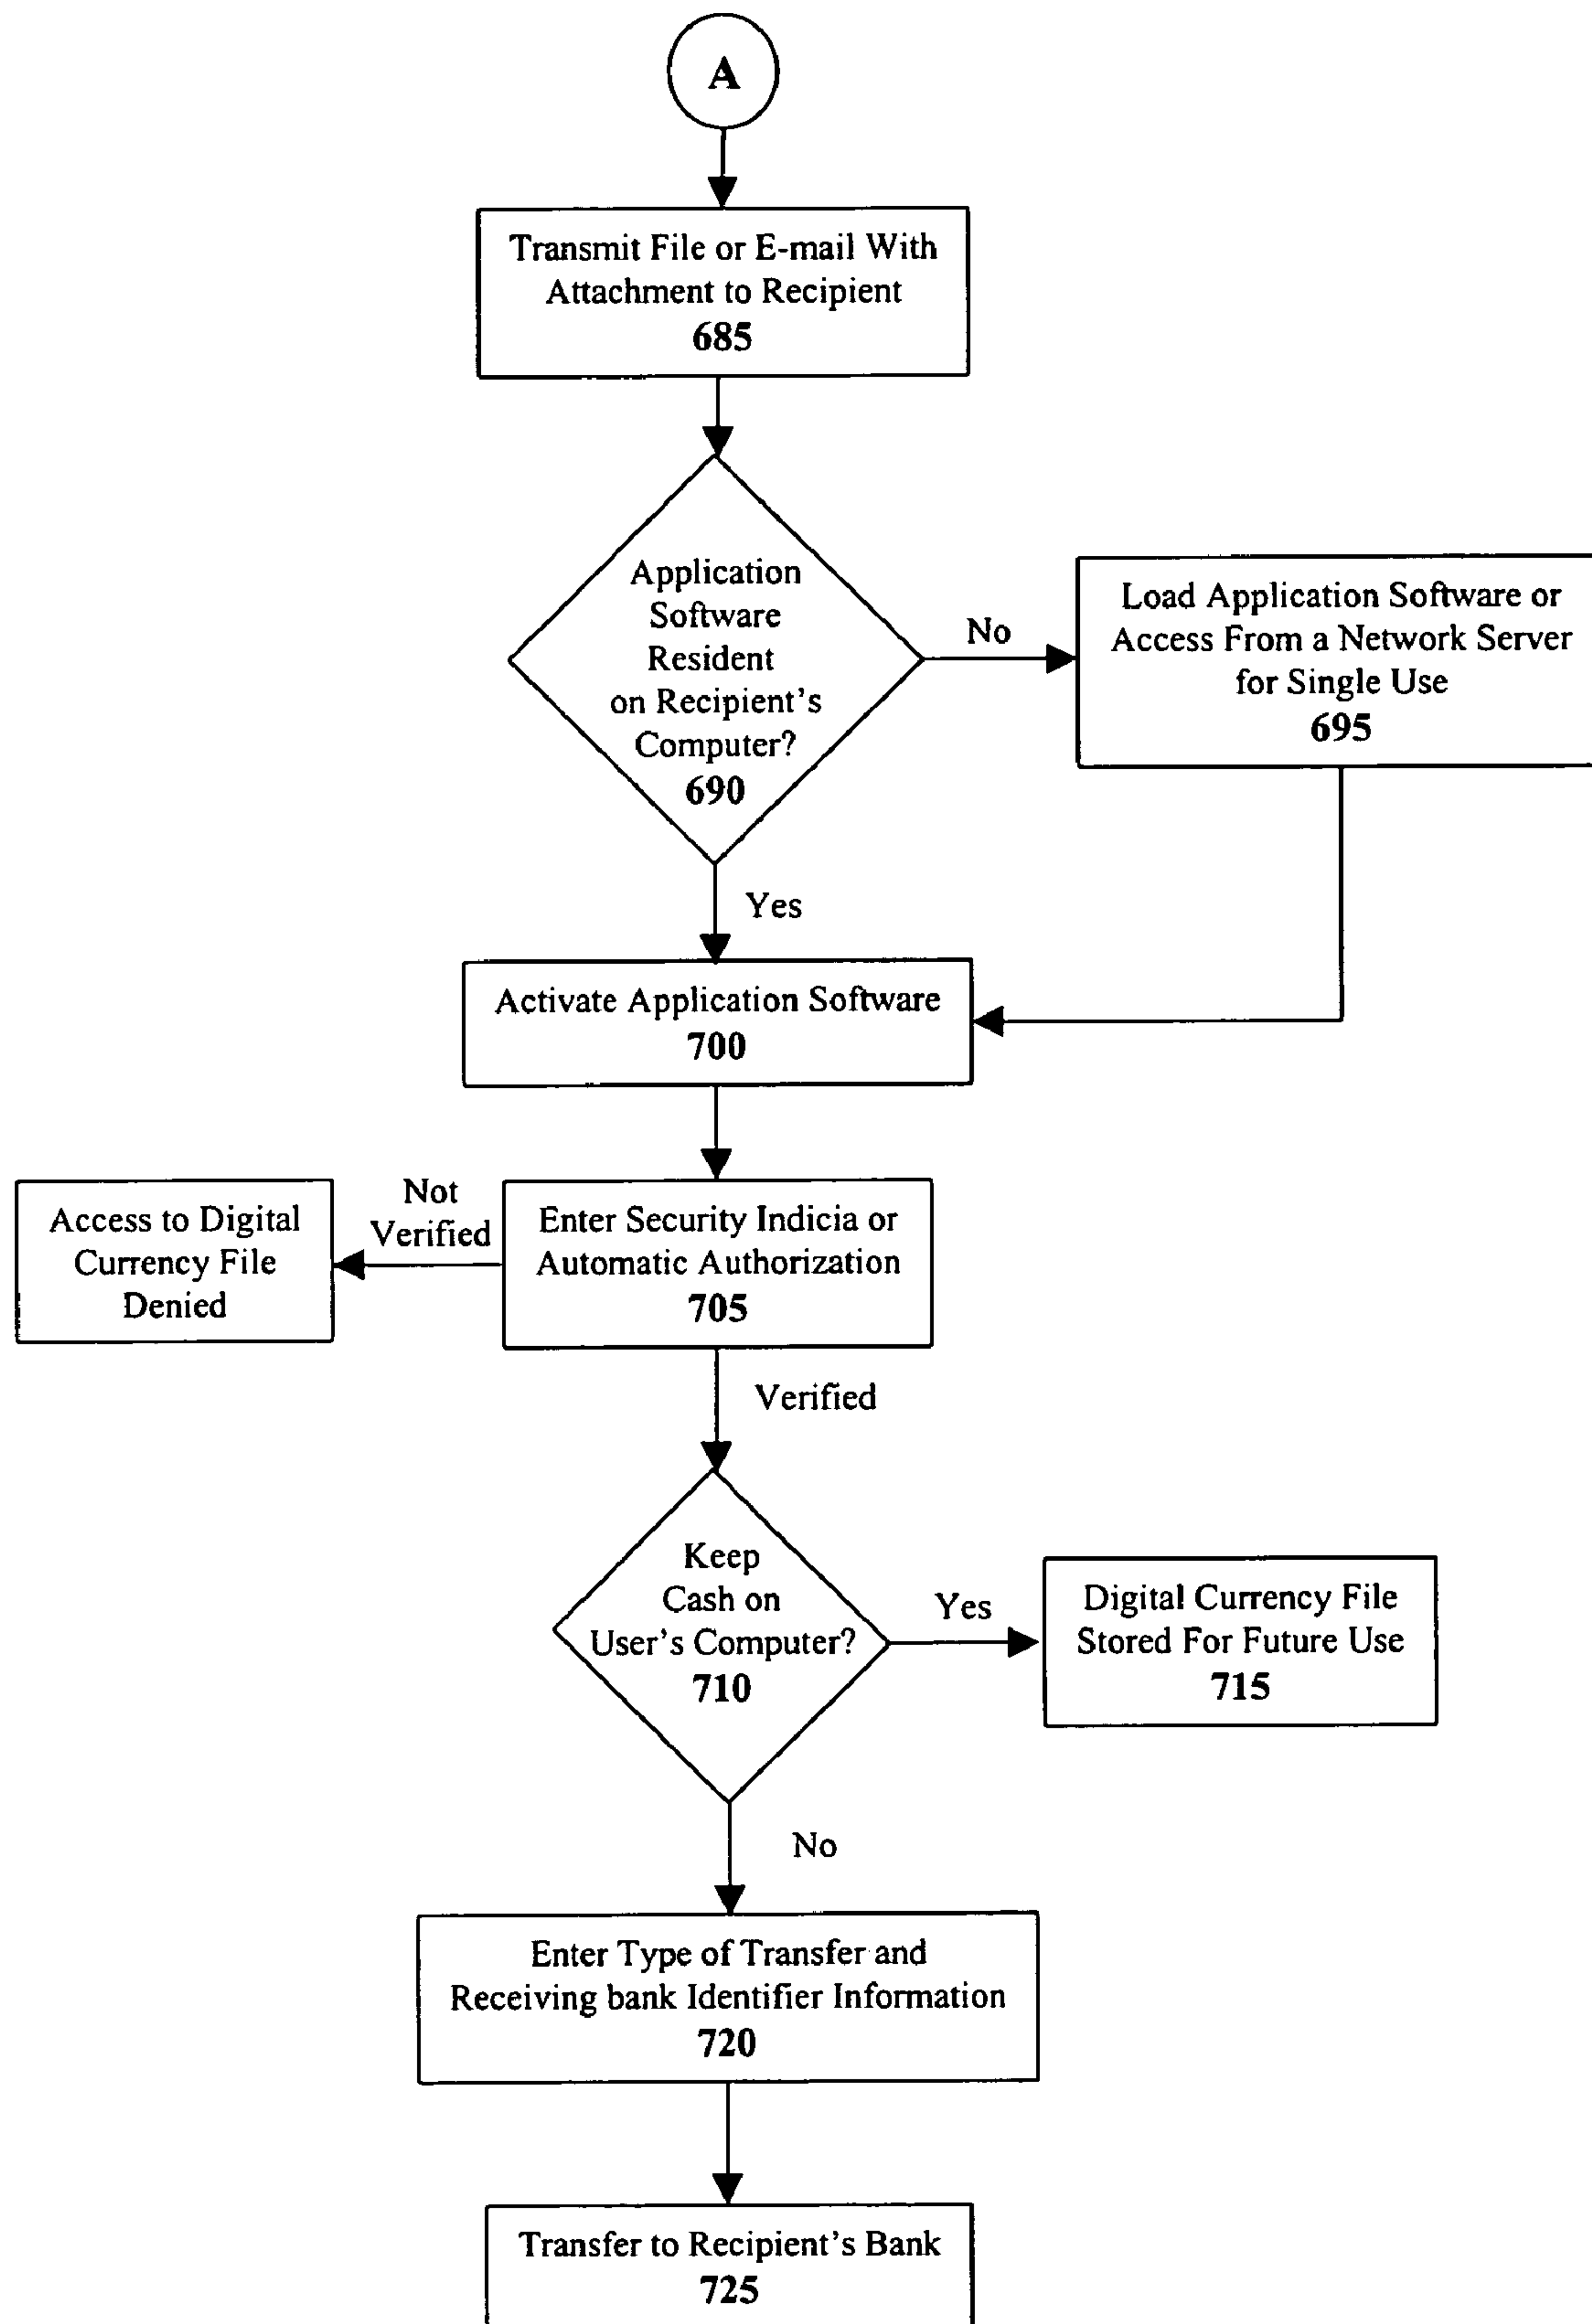 A
Transmit File or E-mail With
Attachment to Recipient
685
Application
Software
Resident
on Recipient's
Computer?
690
No
Load Application Software or
Access From a Network Server
for Single Use
695
Yes
Activate Application Software
700
Access to Digital
Currency File
Denied
Not
Verified
Enter Security Indicia or
Automatic Authorization
705
Verified
Keep
Cash on
User's Computer?
710
Yes
Digital Currency File
Stored For Future Use
715
No
Enter Type of Transfer and
Receiving bank Identifier Information
720
Transfer to Recipient's Bank
725